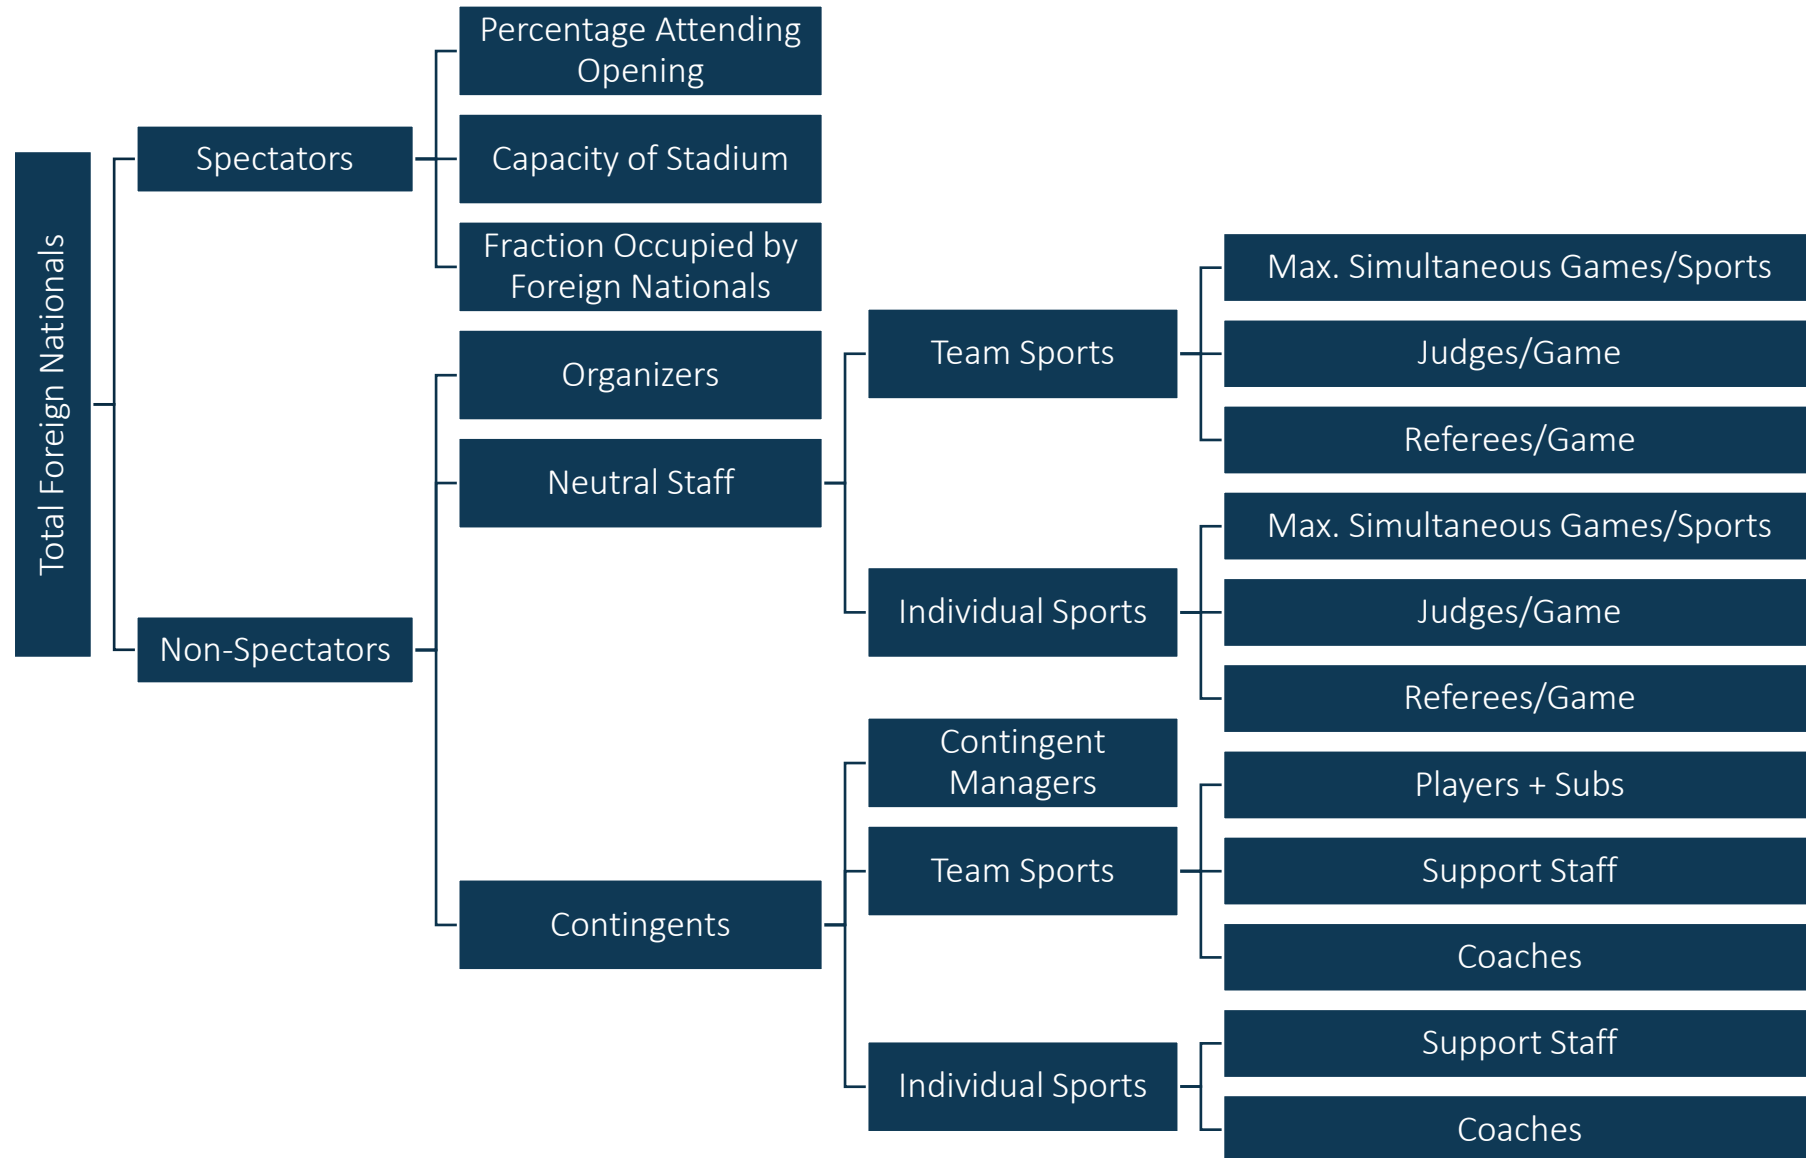 Total Foreign Nationals
Spectators
Percentage Attending
Opening
Capacity of Stadium
Fraction Occupied by
Foreign Nationals
Non-Spectators
Organizers
Neutral Staff
Team Sports
Max. Simultaneous Games/Sports
Judges/Game
Referees/Game
Individual Sports
Max. Simultaneous Games/Sports
Judges/Game
Referees/Game
Contingents
Contingent
Managers
Team Sports
Players + Subs
Support Staff
Coaches
Individual Sports
Support Staff
Coaches